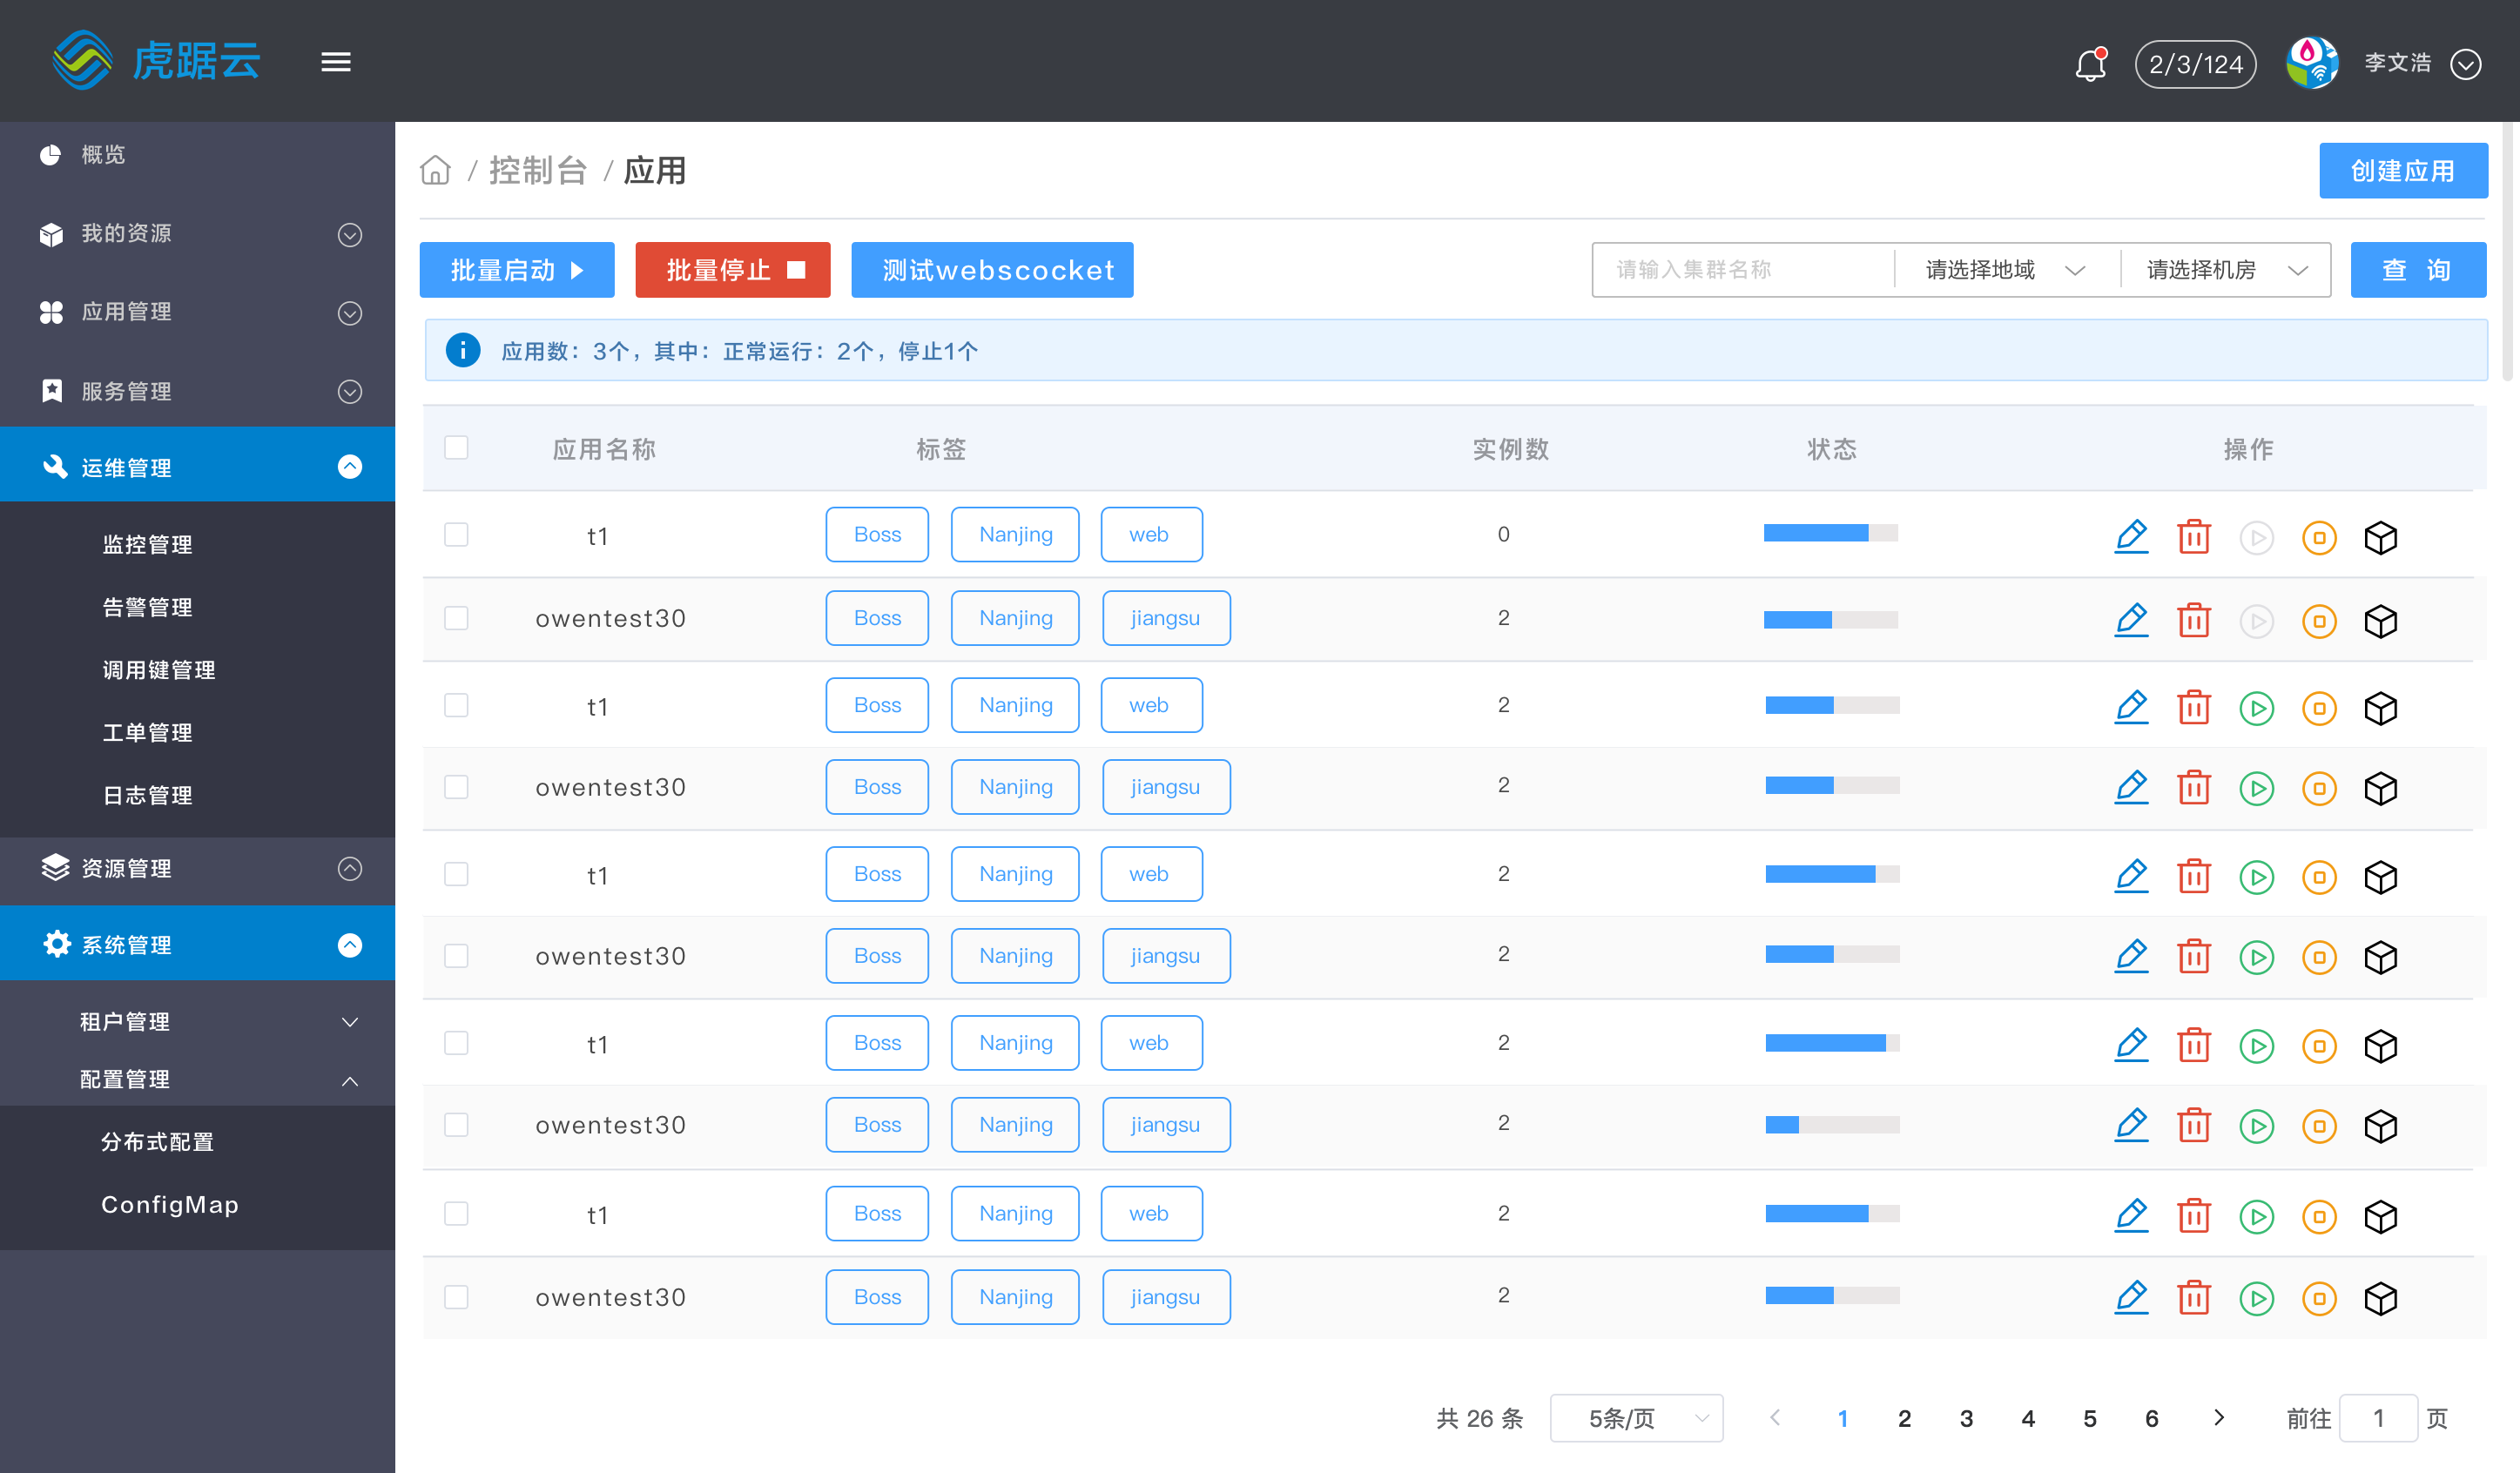 虎踞云
2/3/124
李文浩
概览
我的资源
应用管理
服务管理
运维管理
监控管理
告警管理
调用键管理
工单管理
日志管理
资源管理
系统管理
租户管理
配置管理
分布式配置
ConfigMap
/ 控制台 / 应用
创建应用
批量启动
批量停止
测试webscocket
请输入集群名称
请选择地域
请选择机房
查 询
应用数：3个，其中：正常运行：2个，停止1个
应用名称 标签 实例数 状态 操作
t1 Boss Nanjing web 0
owentest30 Boss Nanjing jiangsu 2
t1 Boss Nanjing web 2
owentest30 Boss Nanjing jiangsu 2
t1 Boss Nanjing web 2
owentest30 Boss Nanjing jiangsu 2
t1 Boss Nanjing web 2
owentest30 Boss Nanjing jiangsu 2
t1 Boss Nanjing web 2
owentest30 Boss Nanjing jiangsu 2
共 26 条 5条/页 1 2 3 4 5 6 前往 1 页